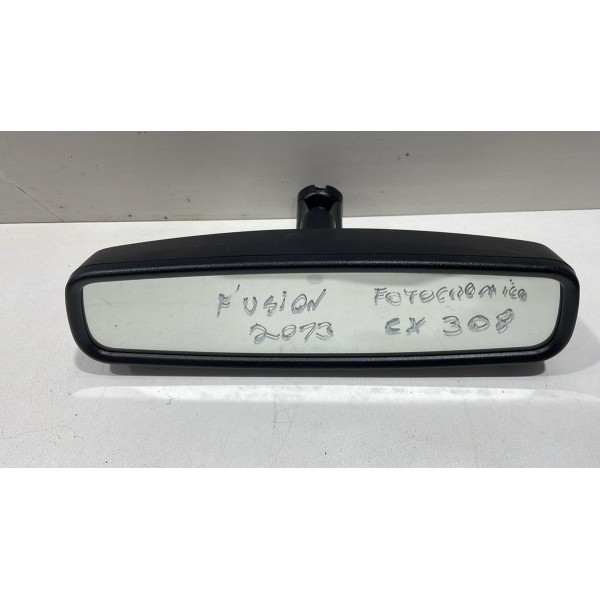 FUSION
2013
FOTOCROMICO
CX 308